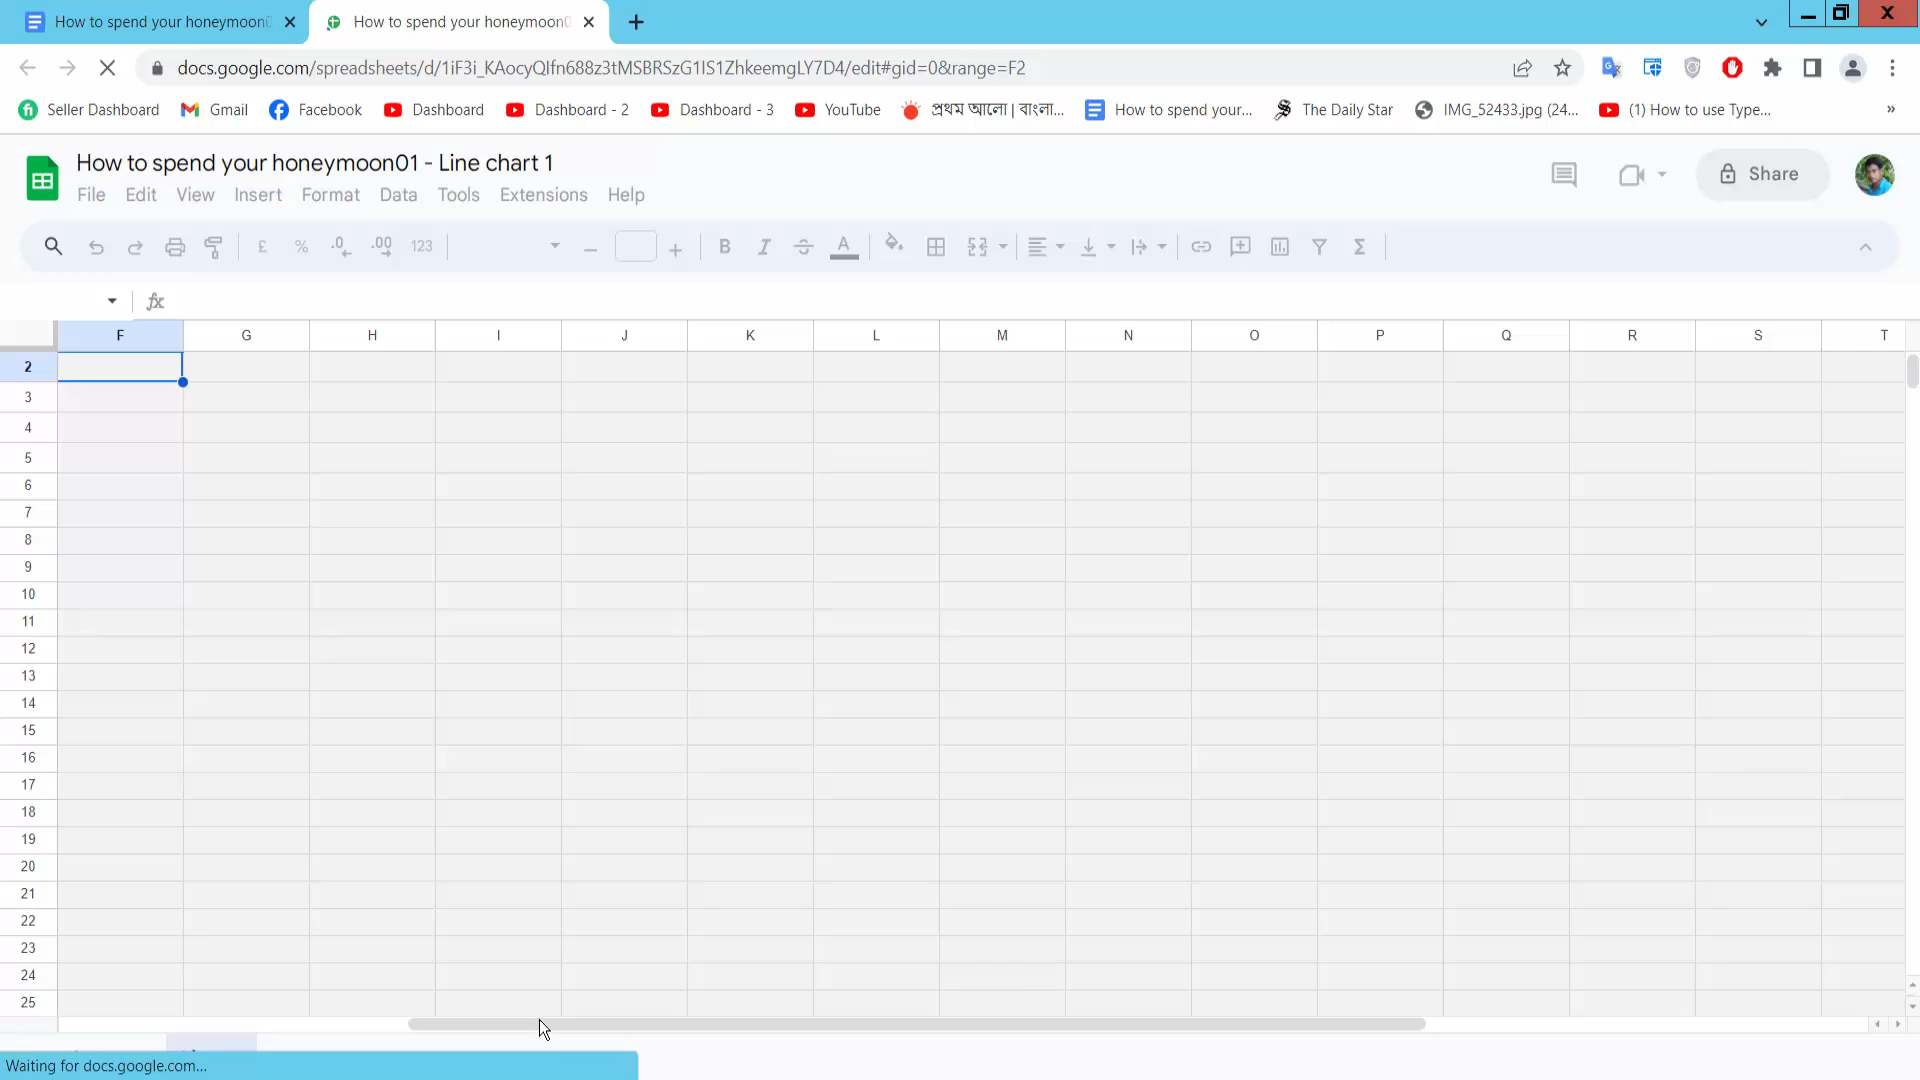 How to spend your honeymoon0
How to spend your honeymoon0
docs.google.com/spreadsheets/d/1iF3i_KAocyQlfn688z3tMSBRSzG1IS1ZhkeemgLY7D4/edit#gid=0&range=F2
Seller Dashboard Gmail Facebook Dashboard Dashboard - 2 Dashboard - 3 YouTube প্রথম আলো | বাংলা... How to spend your... The Daily Star IMG_52433.jpg (24... (1) How to use Type... »
How to spend your honeymoon01 - Line chart 1
File Edit View Insert Format Data Tools Extensions Help
Share
£ % .0 .00 123 B I S A Σ
fx
F G H I J K L M N O P Q R S T
2
3
4
5
6
7
8
9
10
11
12
13
14
15
16
17
18
19
20
21
22
23
24
25
Waiting for docs.google.com...